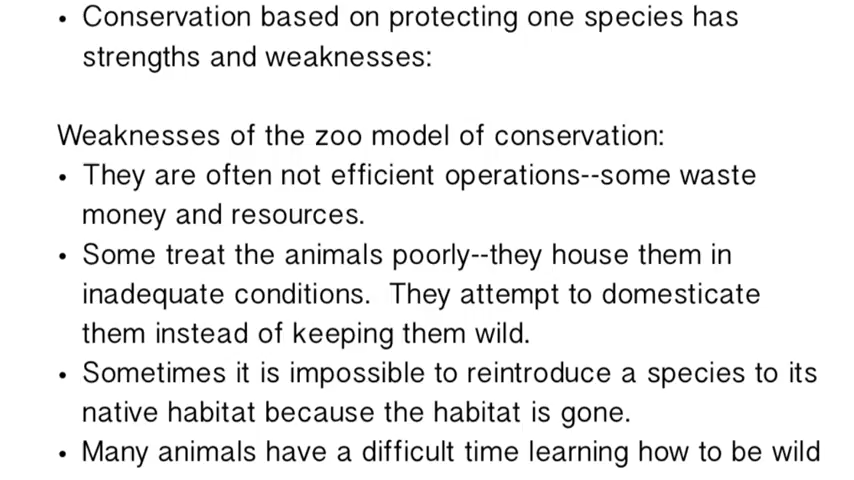 • Conservation based on protecting one species has
strengths and weaknesses:
Weaknesses of the zoo model of conservation:
• They are often not efficient operations--some waste
money and resources.
• Some treat the animals poorly--they house them in
inadequate conditions.  They attempt to domesticate
them instead of keeping them wild.
• Sometimes it is impossible to reintroduce a species to its
native habitat because the habitat is gone.
• Many animals have a difficult time learning how to be wild